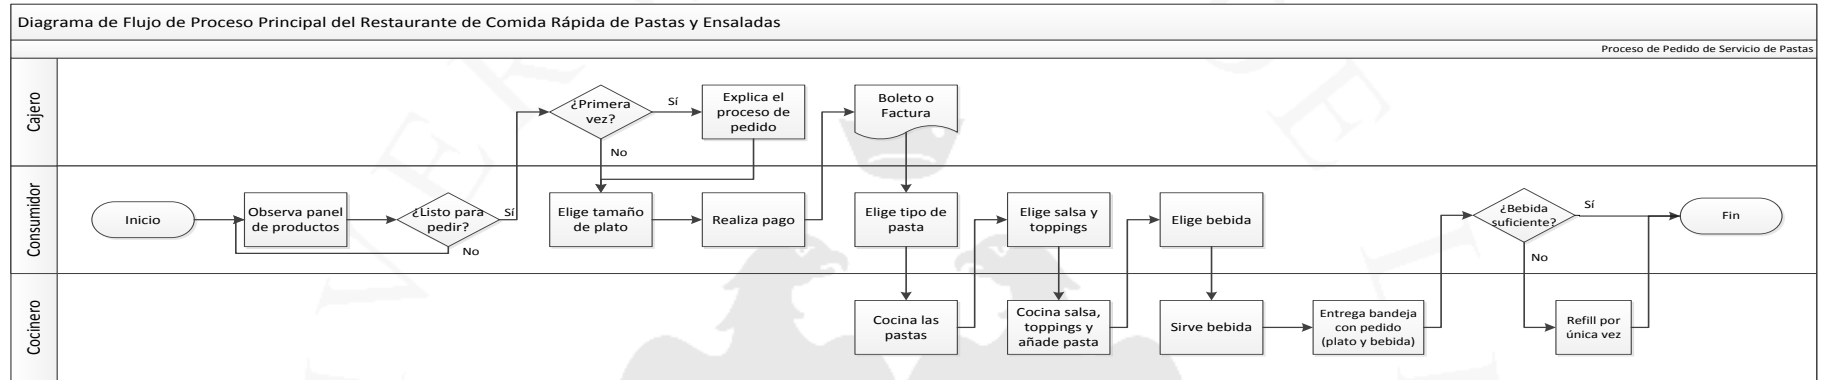 Diagrama de Flujo de Proceso Principal del Restaurante de Comida Rápida de Pastas y Ensaladas
Proceso de Pedido de Servicio de Pastas
Cajero
¿Primera
vez?
Sí
No
Explica el
proceso de
pedido
Boleto o
Factura
Consumidor
Inicio
Observa panel
de productos
¿Listo para
pedir?
Sí
No
Elige tamaño
de plato
Realiza pago
Elige tipo de
pasta
Elige salsa y
toppings
Elige bebida
¿Bebida
suficiente?
Sí
No
Fin
Cocinero
Cocina las
pastas
Cocina salsa,
toppings y
añade pasta
Sirve bebida
Entrega bandeja
con pedido
(plato y bebida)
Refill por
única vez